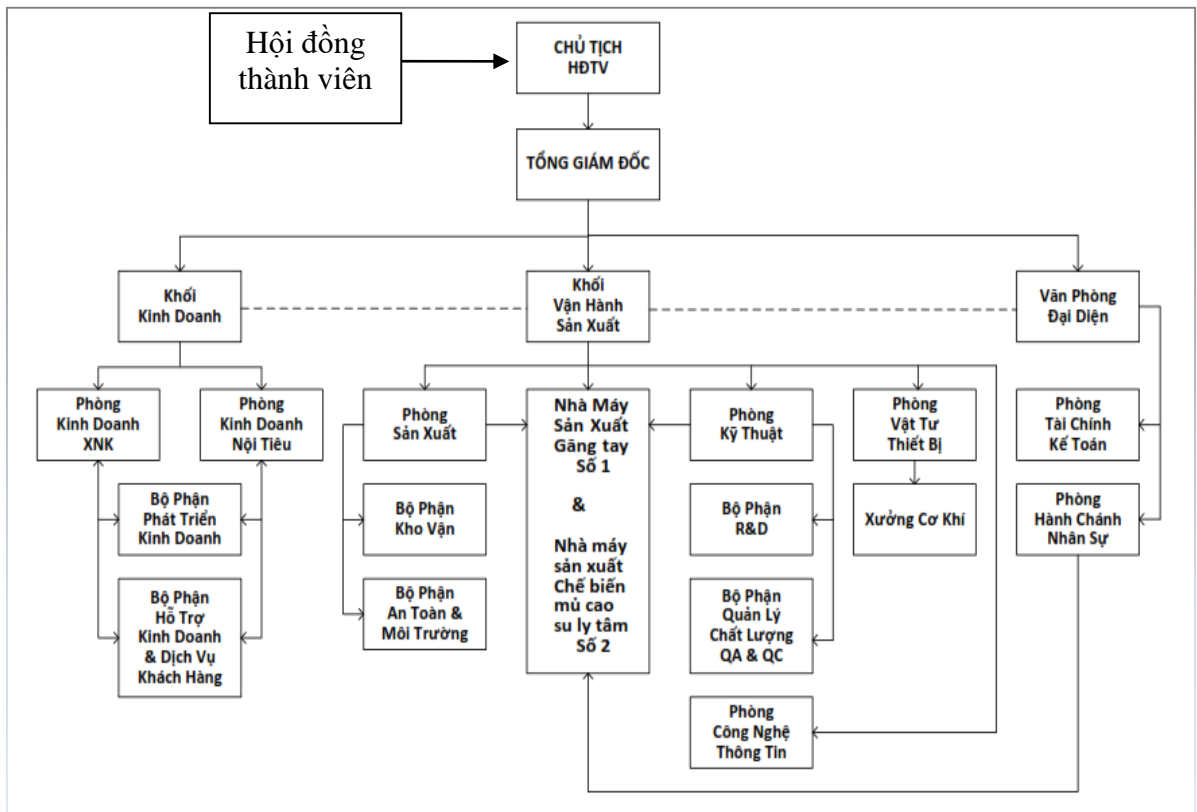 Hội đồng
thành viên
CHỦ TỊCH
HĐTV
TỔNG GIÁM ĐỐC
Khối
Kinh Doanh
Khối
Vận Hành
Sản Xuất
Văn Phòng
Đại Diện
Phòng
Kinh Doanh
XNK
Phòng
Kinh Doanh
Nội Tiêu
Phòng
Sản Xuất
Nhà Máy
Sản Xuất
Găng tay
Số 1
&
Nhà máy
sản xuất
Chế biến
mủ cao
su ly tâm
Số 2
Phòng
Kỹ Thuật
Phòng
Vật Tư
Thiết Bị
Phòng
Tài Chính
Kế Toán
Bộ Phận
Phát Triển
Kinh Doanh
Bộ Phận
Kho Vận
Bộ Phận
R&D
Xưởng Cơ Khí
Phòng
Hành Chánh
Nhân Sự
Bộ Phận
Hỗ Trợ
Kinh Doanh
& Dịch Vụ
Khách Hàng
Bộ Phận
An Toàn &
Môi Trường
Bộ Phận
Quản Lý
Chất Lượng
QA & QC
Phòng
Công Nghệ
Thông Tin